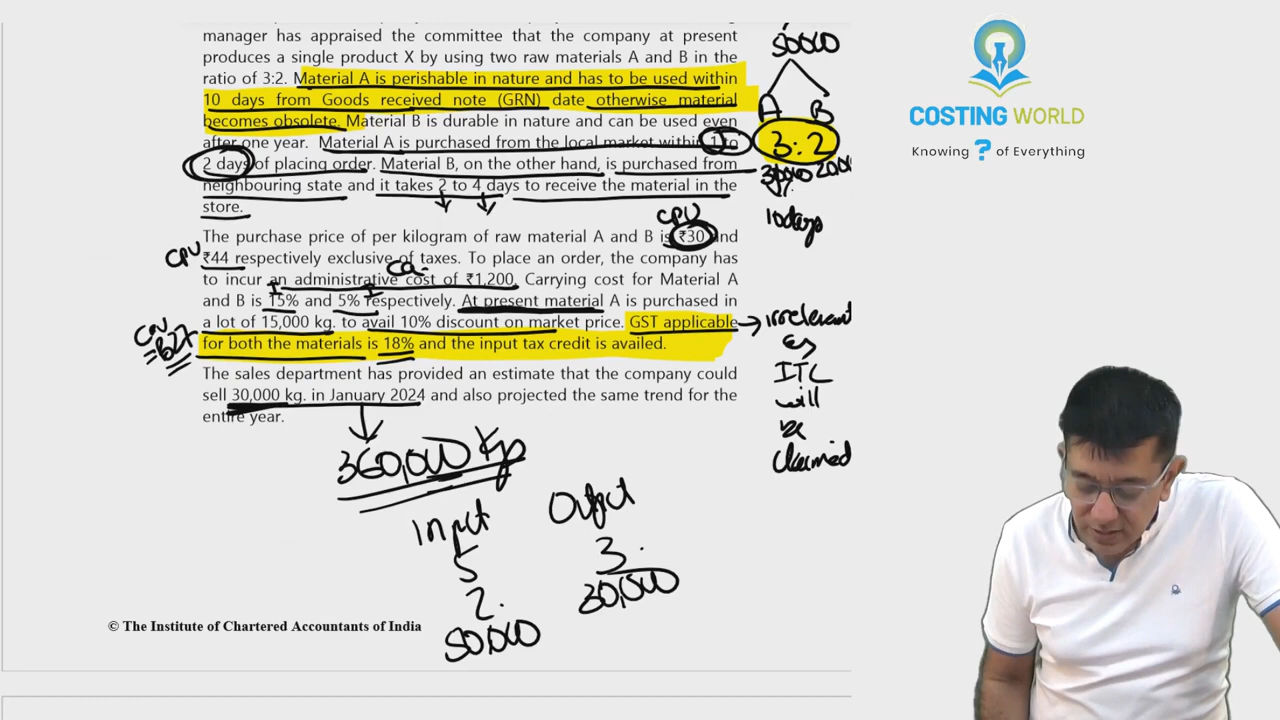 manager has appraised the committee that the company at present
produces a single product X by using two raw materials A and B in the
ratio of 3:2. Material A is perishable in nature and has to be used within
10 days from Goods received note (GRN) date otherwise material
becomes obsolete. Material B is durable in nature and can be used even
after one year. Material A is purchased from the local market within 1 to
2 days of placing order. Material B, on the other hand, is purchased from
neighbouring state and it takes 2 to 4 days to receive the material in the
store.
The purchase price of per kilogram of raw material A and B is ₹30 and
₹44 respectively exclusive of taxes. To place an order, the company has
to incur an administrative cost of ₹1,200. Carrying cost for Material A
and B is 15% and 5% respectively. At present material A is purchased in
a lot of 15,000 kg. to avail 10% discount on market price. GST applicable
for both the materials is 18% and the input tax credit is availed.
The sales department has provided an estimate that the company could
sell 30,000 kg. in January 2024 and also projected the same trend for the
entire year.
50000
A B
3:2
10 days
CPU
CPU
irrelevant
as
ITC
will
be
claimed
360,000 Kgs
Input Output
5 3
2
50,000 30,000
© The Institute of Chartered Accountants of India
COSTING WORLD
Knowing ? of Everything